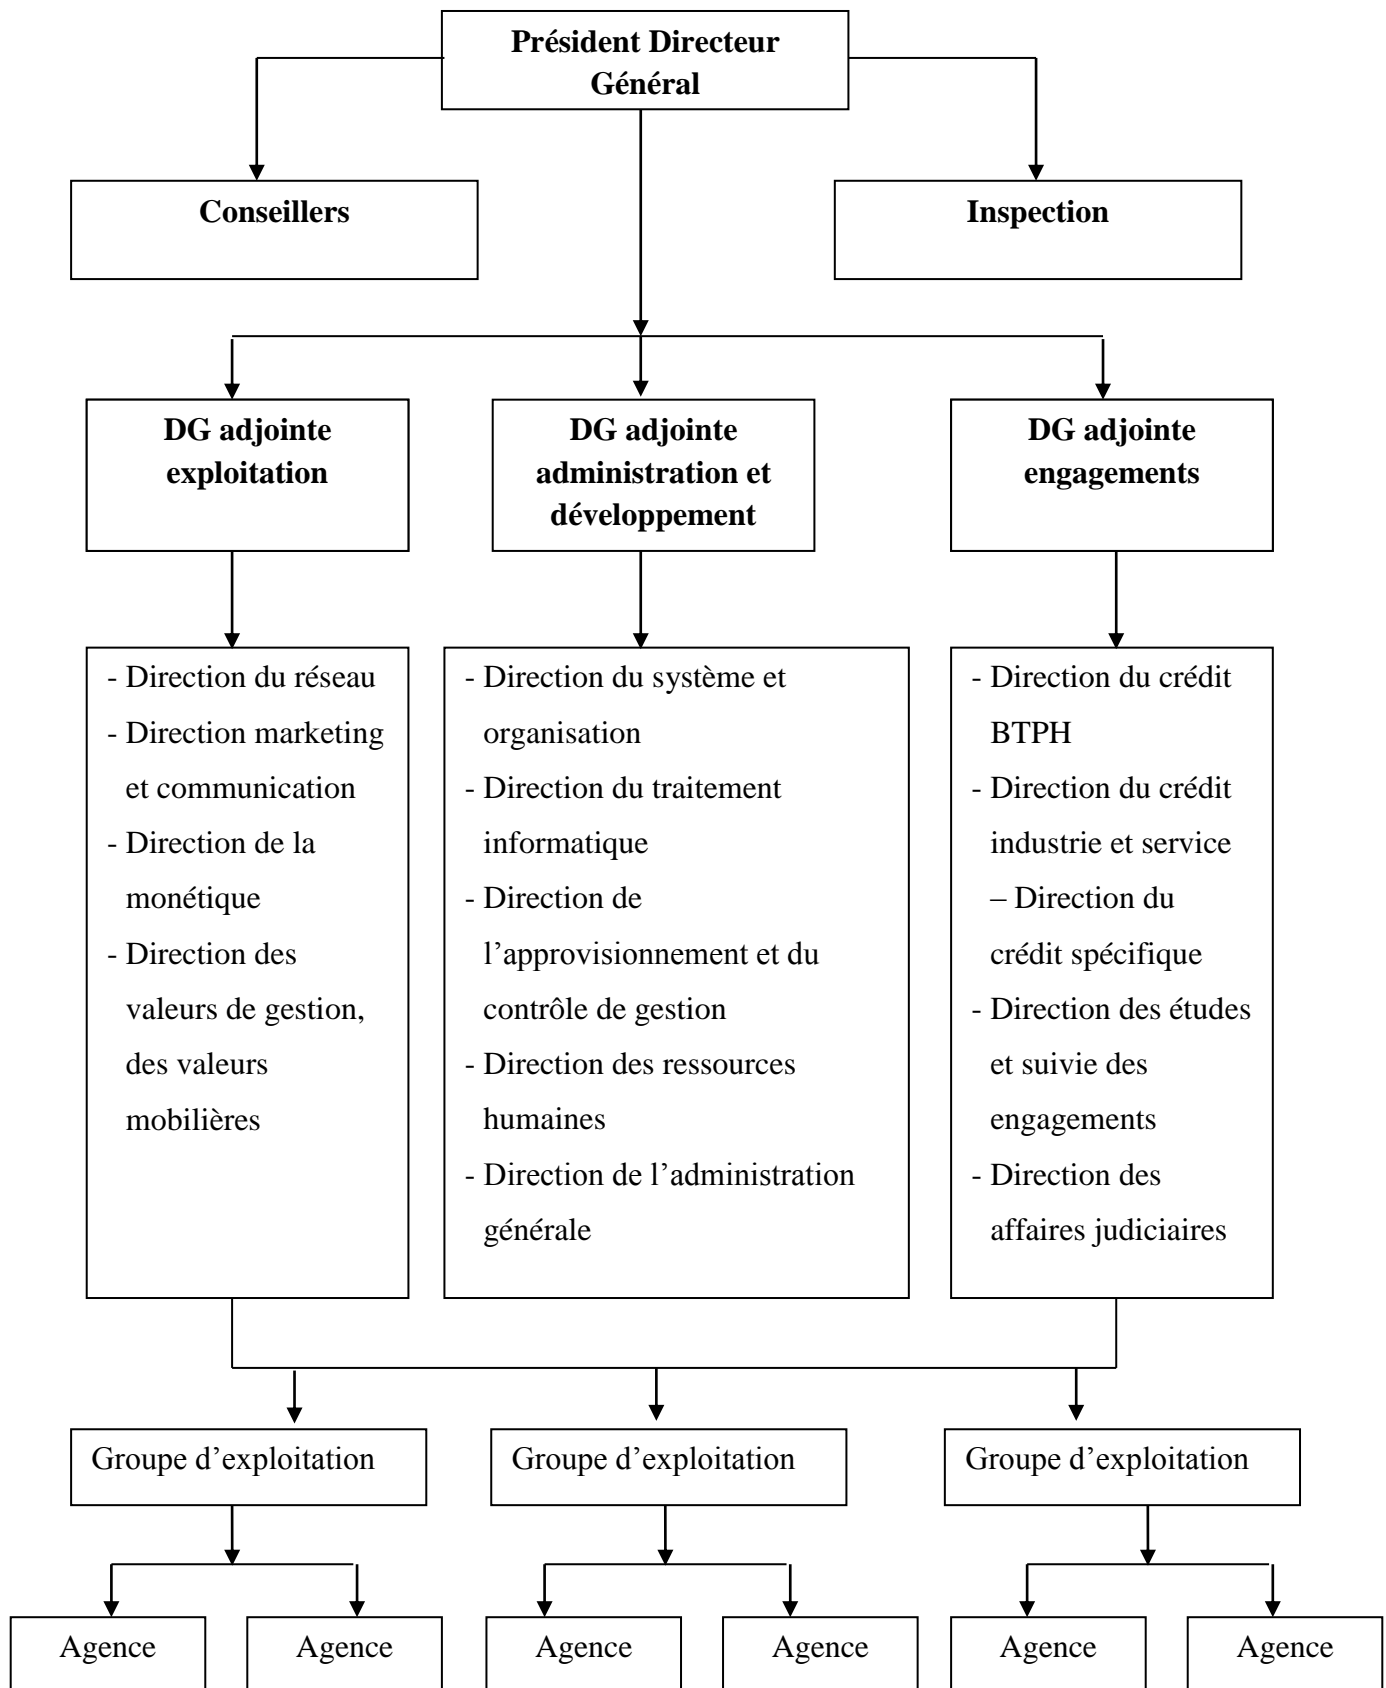 Président Directeur
Général
Conseillers
Inspection
DG adjointe
exploitation
DG adjointe
administration et
développement
DG adjointe
engagements
- Direction du réseau
- Direction marketing
et communication
- Direction de la
monétique
- Direction des
valeurs de gestion,
des valeurs
mobilières
- Direction du système et
organisation
- Direction du traitement
informatique
- Direction de
l’approvisionnement et du
contrôle de gestion
- Direction des ressources
humaines
- Direction de l’administration
générale
- Direction du crédit
BTPH
- Direction du crédit
industrie et service
– Direction du
crédit spécifique
- Direction des études
et suivie des
engagements
- Direction des
affaires judiciaires
Groupe d’exploitation
Groupe d’exploitation
Groupe d’exploitation
Agence
Agence
Agence
Agence
Agence
Agence